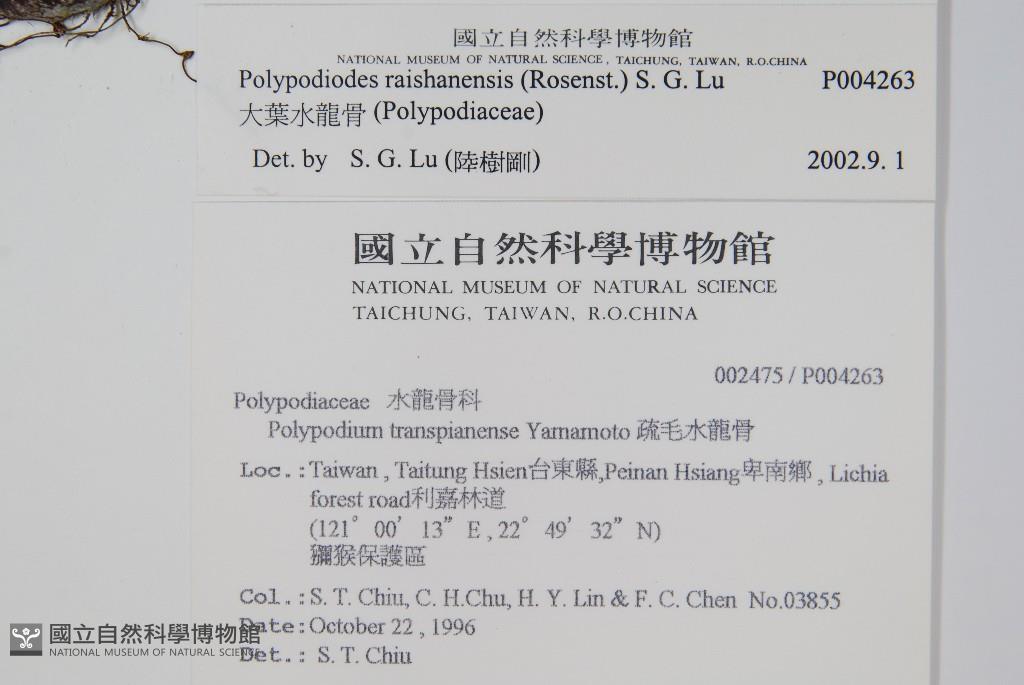 國立自然科學博物館
NATIONAL MUSEUM OF NATURAL SCIENCE, TAICHUNG, TAIWAN, R.O.CHINA
Polypodiodes raishanensis (Rosenst.) S. G. Lu P004263
大葉水龍骨 (Polypodiaceae)
Det. by S. G. Lu (陸樹剛) 2002.9. 1
國立自然科學博物館
NATIONAL MUSEUM OF NATURAL SCIENCE
TAICHUNG, TAIWAN, R.O.CHINA
002475 / P004263
Polypodiaceae 水龍骨科
Polypodium transpianense Yamamoto 疏毛水龍骨
Loc.:Taiwan , Taitung Hsien台東縣,Peinan Hsiang卑南鄉 , Lichia
forest road利嘉林道
(121° 00' 13” E , 22° 49' 32” N)
獼猴保護區
Col.:S. T. Chiu, C. H.Chu, H. Y. Lin & F. C. Chen No.03855
Date:October 22 , 1996
Det.: S. T. Chiu
國立自然科學博物館
NATIONAL MUSEUM OF NATURAL SCIENCE